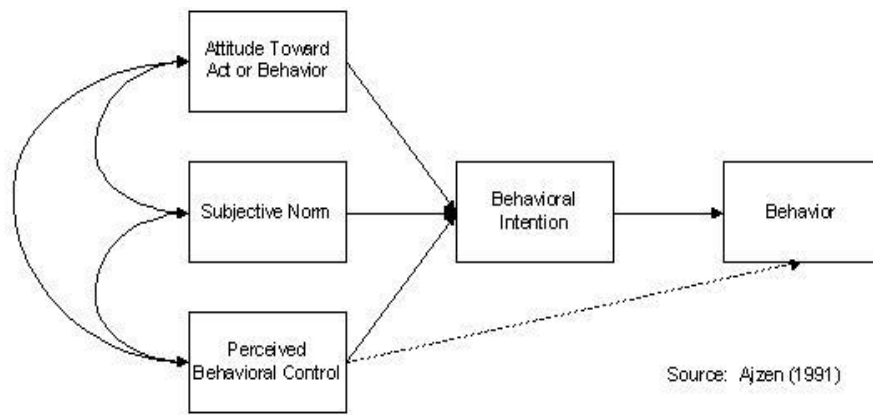 Attitude Toward
Act or Behavior
Subjective Norm
Behavioral
Intention
Behavior
Perceived
Behavioral Control
Source: Ajzen (1991)